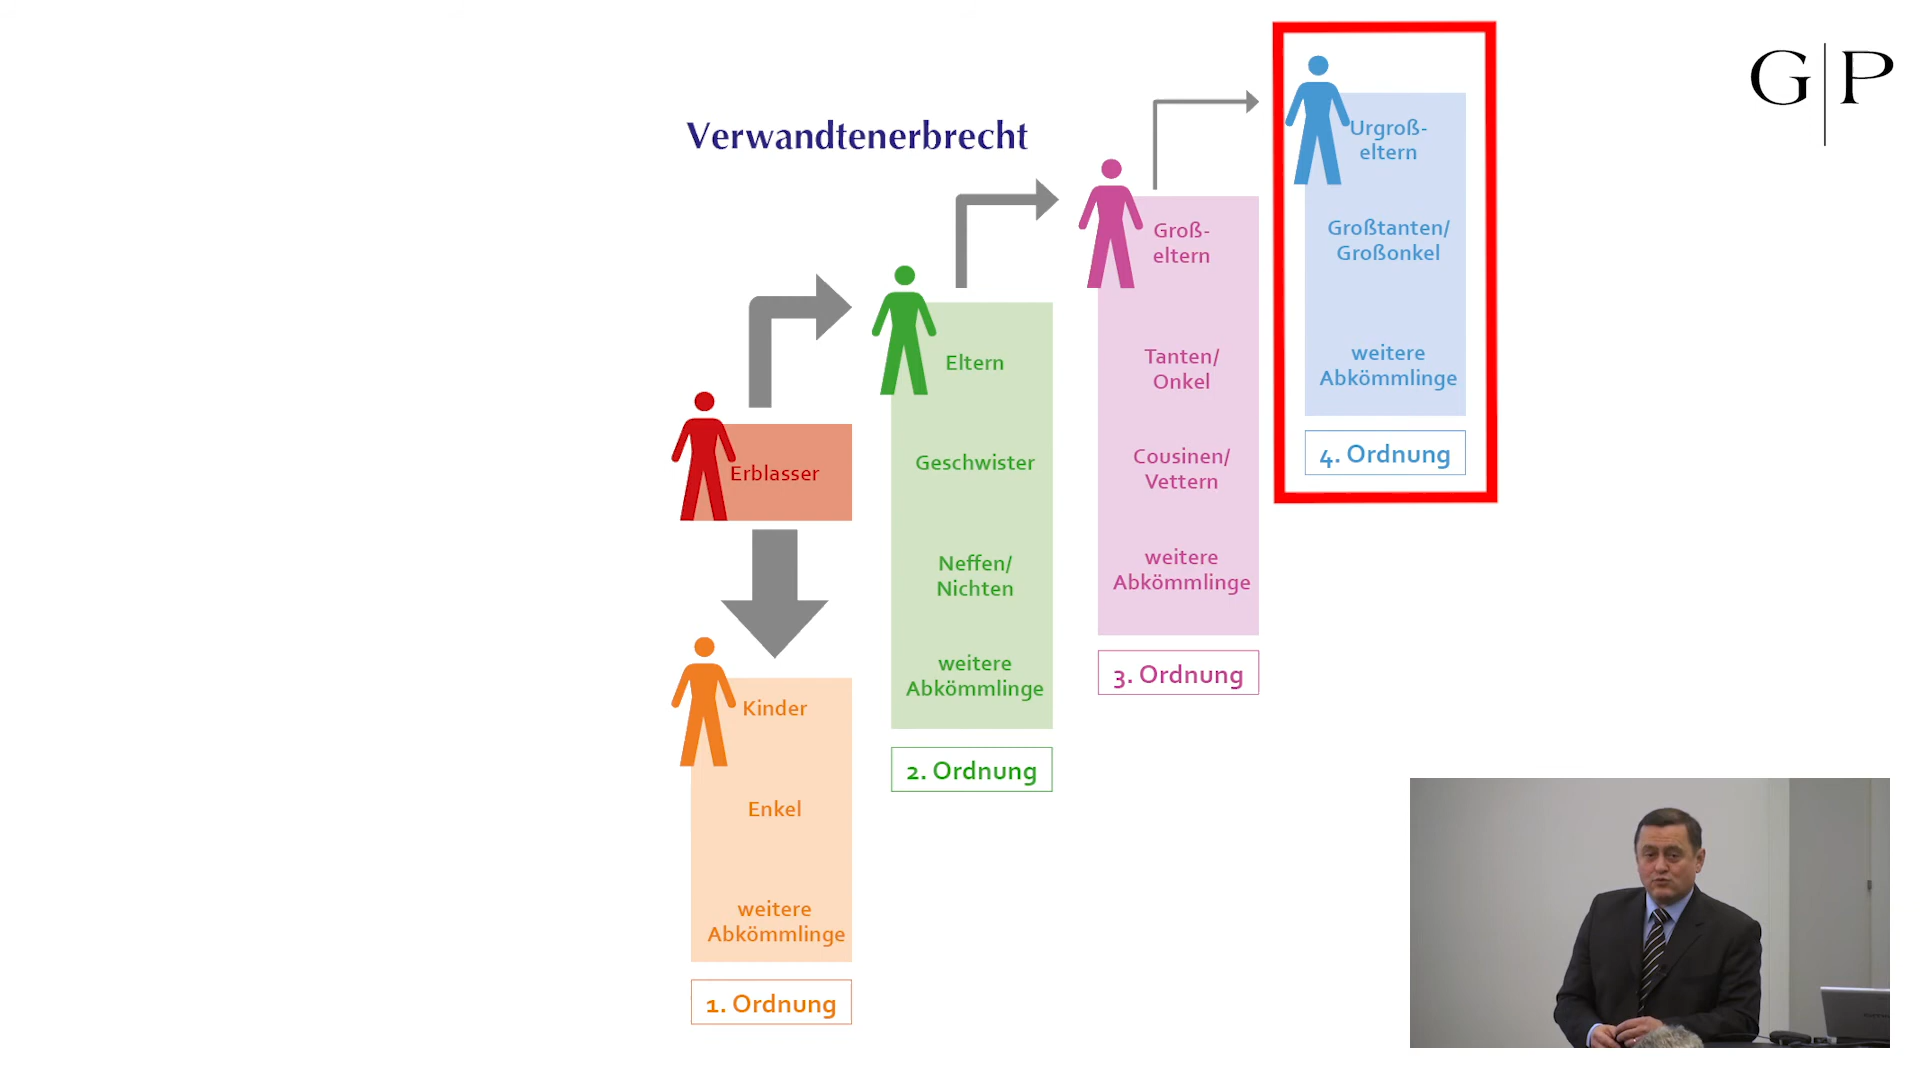 G|P
Verwandtenerbrecht
Urgroß-
eltern
Großtanten/
Großonkel
weitere
Abkömmlinge
4. Ordnung
Groß-
eltern
Tanten/
Onkel
Cousinen/
Vettern
weitere
Abkömmlinge
3. Ordnung
Eltern
Geschwister
Neffen/
Nichten
weitere
Abkömmlinge
2. Ordnung
Erblasser
Kinder
Enkel
weitere
Abkömmlinge
1. Ordnung